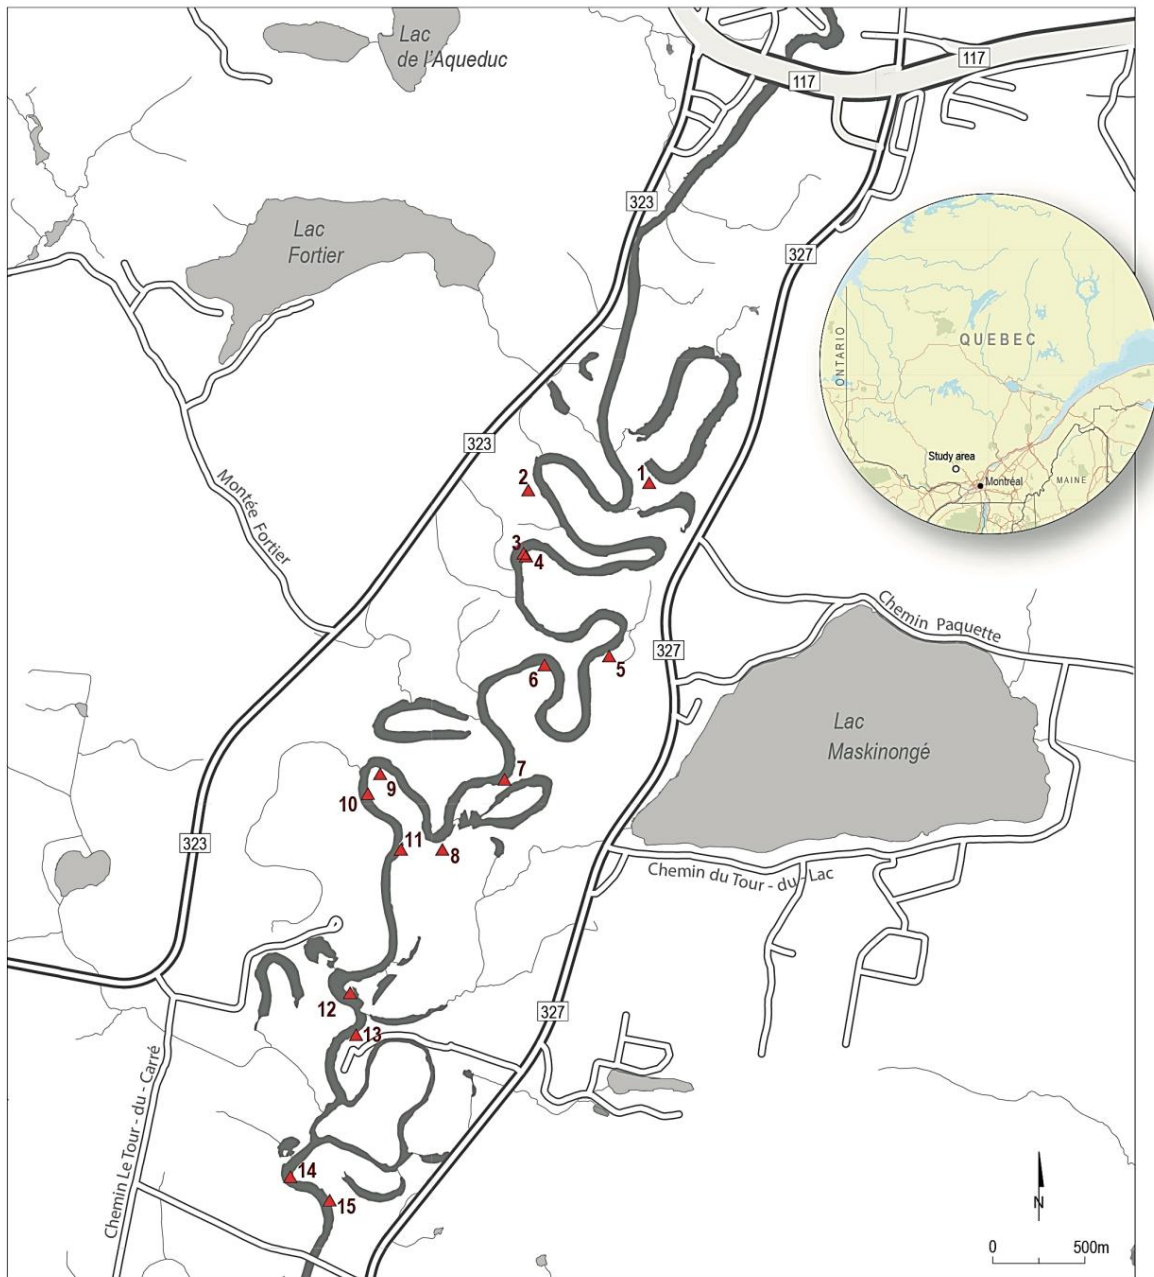 Lac
de l'Aqueduc
117
117
323
Lac
Fortier
327
QUEBEC
ONTARIO
Study area
Montréal
MAINE
323
Montée Fortier
1
2
3
4
Chemin Paquette
327
5
6
Lac
Maskinongé
7
9
10
11
8
323
Chemin du Tour - du - Lac
12
327
13
Chemin Le Tour - du - Carré
14
15
N
0 500m